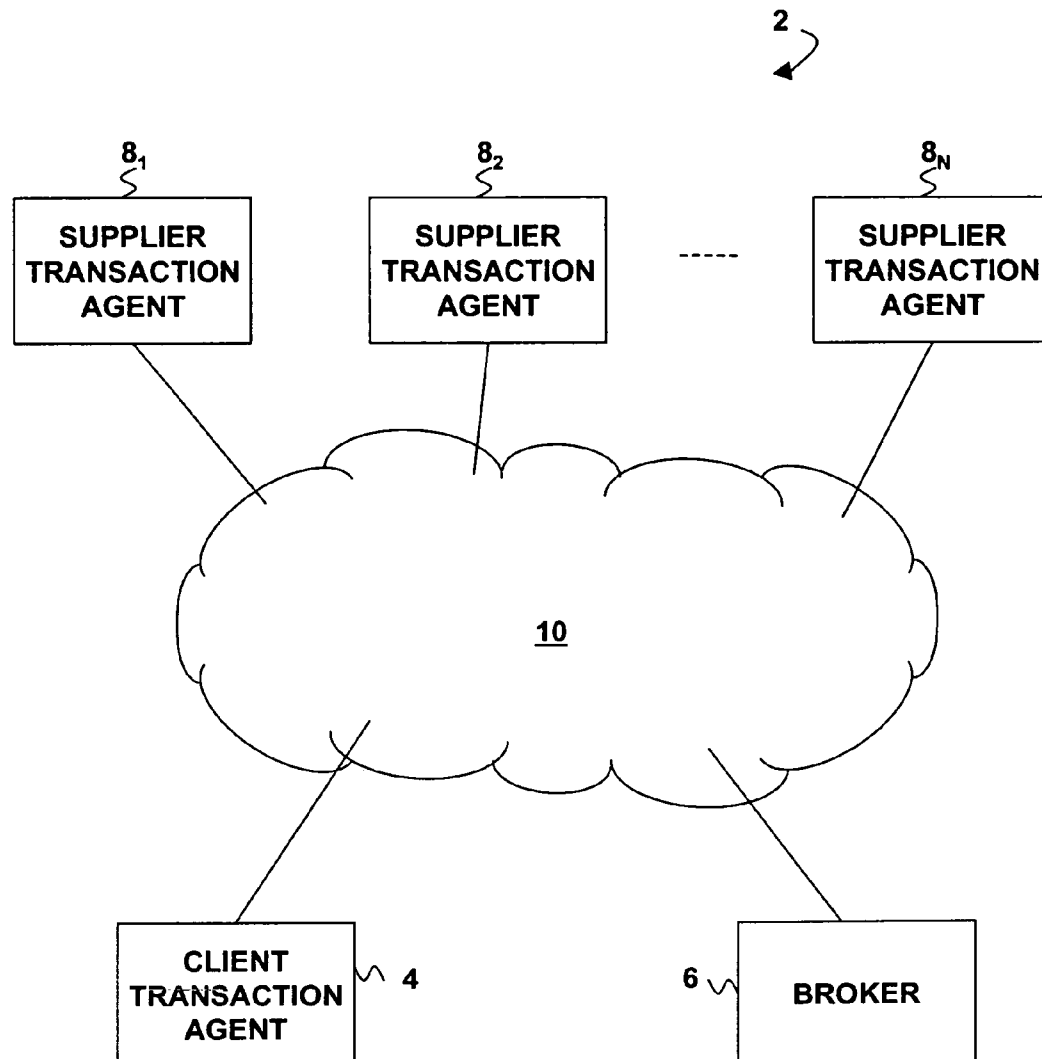 2
8₁
8₂
8ₙ
SUPPLIER
TRANSACTION
AGENT
SUPPLIER
TRANSACTION
AGENT
SUPPLIER
TRANSACTION
AGENT
10
CLIENT
TRANSACTION
AGENT
4
6
BROKER